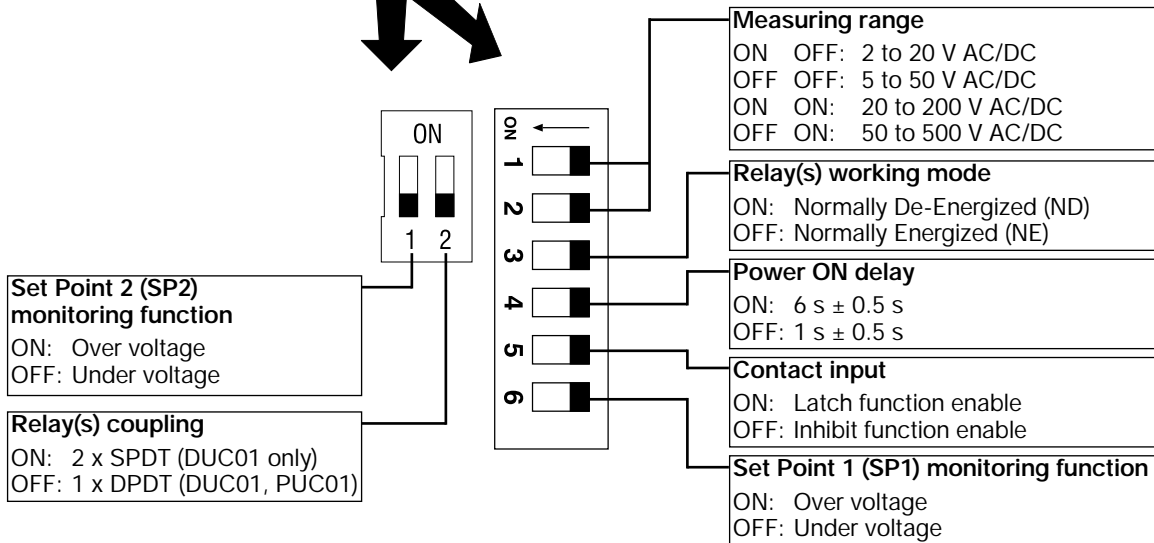 Measuring range
ON OFF: 2 to 20 V AC/DC
OFF OFF: 5 to 50 V AC/DC
ON ON: 20 to 200 V AC/DC
OFF ON: 50 to 500 V AC/DC
ON
1 2
ON
1
2
3
4
5
6
Relay(s) working mode
ON: Normally De-Energized (ND)
OFF: Normally Energized (NE)
Power ON delay
ON: 6 s ± 0.5 s
OFF: 1 s ± 0.5 s
Contact input
ON: Latch function enable
OFF: Inhibit function enable
Set Point 1 (SP1) monitoring function
ON: Over voltage
OFF: Under voltage
Set Point 2 (SP2)
monitoring function
ON: Over voltage
OFF: Under voltage
Relay(s) coupling
ON: 2 x SPDT (DUC01 only)
OFF: 1 x DPDT (DUC01, PUC01)